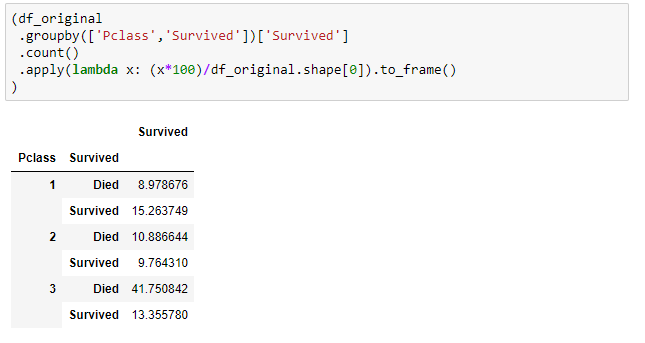 (df_original
.groupby(['Pclass','Survived'])['Survived']
.count()
.apply(lambda x: (x*100)/df_original.shape[0]).to_frame()
)
Survived
Pclass Survived
1 Died 8.978676
Survived 15.263749
2 Died 10.886644
Survived 9.764310
3 Died 41.750842
Survived 13.355780